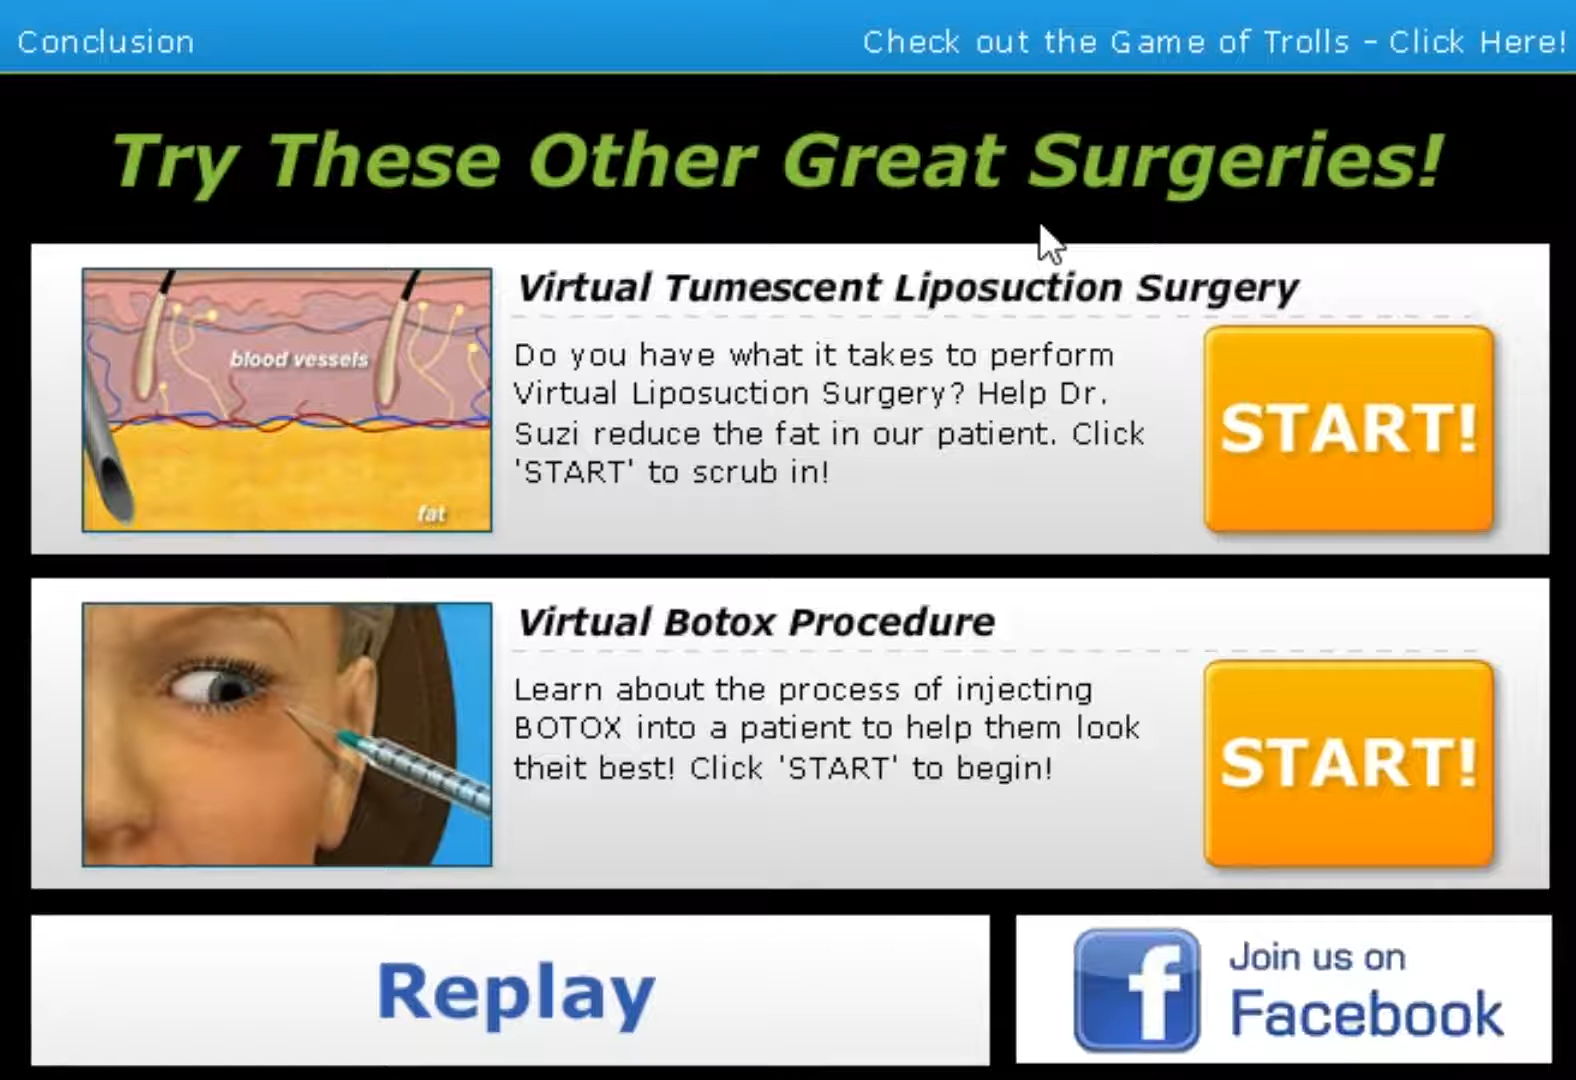 Conclusion
Check out the Game of Trolls - Click Here!
Try These Other Great Surgeries!
Virtual Tumescent Liposuction Surgery
blood vessels
fat
Do you have what it takes to perform
Virtual Liposuction Surgery? Help Dr.
Suzi reduce the fat in our patient. Click
'START' to scrub in!
START!
Virtual Botox Procedure
Learn about the process of injecting
BOTOX into a patient to help them look
theit best! Click 'START' to begin!
START!
Replay
f
Join us on
Facebook